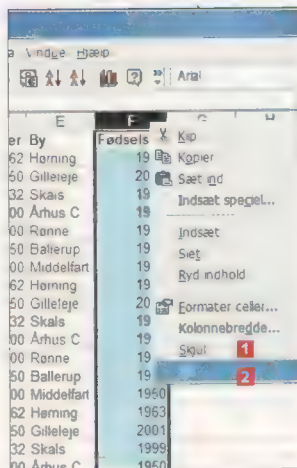 a Vindue Hjælp
Arial
E F G H
er By Fødsels
62 Hørning 19
50 Gilleleje 20
32 Skals 19
00 Århus C 19
00 Rønne 19
50 Ballerup 19
00 Middelfart 19
62 Hørning 19
50 Gilleleje 20
32 Skals 19
00 Århus C 19
00 Rønne 19
50 Ballerup 19
00 Middelfart 1950
62 Hørning 1963
50 Gilleleje 2001
32 Skals 1999
00 Århus C 1950
Klip
Kopier
Sæt ind
Indsæt speciel...
Indsæt
Slet
Ryd indhold
Formater celler...
Kolonnebredde...
Skjul 1
2